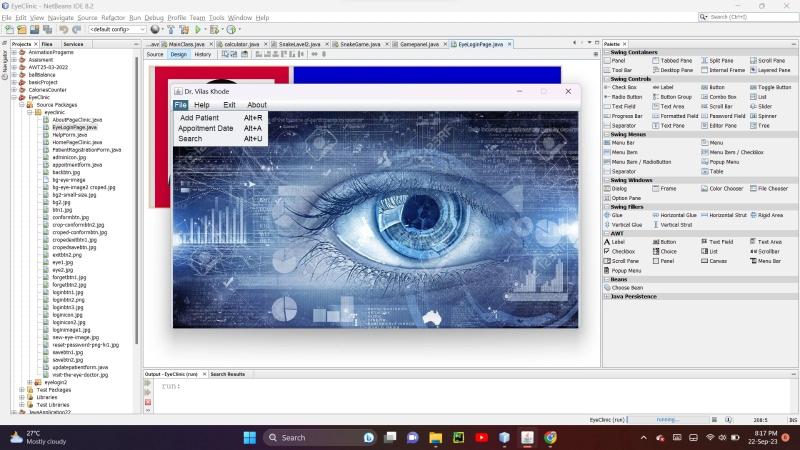 EyeClinic - NetBeans IDE 8.2
File Edit View Navigate Source Refactor Run Debug Profile Team Tools Window Help
<default config>
Search (Ctrl+I)
Projects Files Services
MainClass.java calculator.java SnakeLavel2.java SnakeGame.java Gamepanel.java EyeLoginPage.java
Source Design History
Navigator
AnimationProgame
Assisment
AWT25-03-2022
ballBalance
basicProject
CaloriesCounter
EyeClinic
Source Packages
eyeclinic
AboutPageClinic.java
EyeLoginPage.java
HelpForm.java
HomePageClinic.java
PatientRagistrationForm.java
adminicon.jpg
appoitmentform.java
backbtn.jpg
bg-eye-image
bg-eye-image2 croped.jpg
bg2-small-size.jpg
bg2.jpg
btn1.jpg
conformbtn.jpg
crop-conformbtn2.jpg
croped-conformbtn.jpg
cropedextbtn1.jpg
cropedsavebtn.jpg
extbtn2.png
eye1.jpg
eye2.jpg
forgetbtn1.jpg
forgetbtn2.jpg
loginbtn1.jpg
loginbtn2.png
loginbtn3.jpg
loginicon.jpg
loginicon2.jpg
loginimage1.jpg
new-eye-image.jpg
reset-password-png-hi1.jpg
savebtn1.jpg
savebtn2.jpg
updatepatientform.java
visit-the-eye-doctor.jpg
eyelogin2
Test Packages
Libraries
Test Libraries
JavaApplication22
Dr. Vilas Khode
File Help Exit About
Add Patient Alt+R
Appoitment Date Alt+A
Search Alt+U
Palette
Swing Containers
Panel Tabbed Pane Split Pane Scroll Pane
Tool Bar Desktop Pane Internal Frame Layered Pane
Swing Controls
Check Box Label Button Toggle Button
Radio Button Button Group Combo Box List
Text Field Text Area Scroll Bar Slider
Progress Bar Formatted Field Password Field Spinner
Separator Text Pane Editor Pane Tree
Swing Menus
Menu Bar Menu
Menu Item Menu Item / CheckBox
Menu Item / RadioButton Popup Menu
Separator Table
Swing Windows
Dialog Frame Color Chooser File Chooser
Option Pane
Swing Fillers
Glue Horizontal Glue Horizontal Strut Rigid Area
Vertical Glue Vertical Strut
AWT
Label Button Text Field Text Area
Checkbox Choice List Scrollbar
Scroll Pane Panel Canvas Menu Bar
Popup Menu
Beans
Choose Bean
Java Persistence
Output - EyeClinic (run) Search Results
run:
EyeClinic (run) running... 208:5 INS
27°C
Mostly cloudy
Search
8:17 PM
22-Sep-23